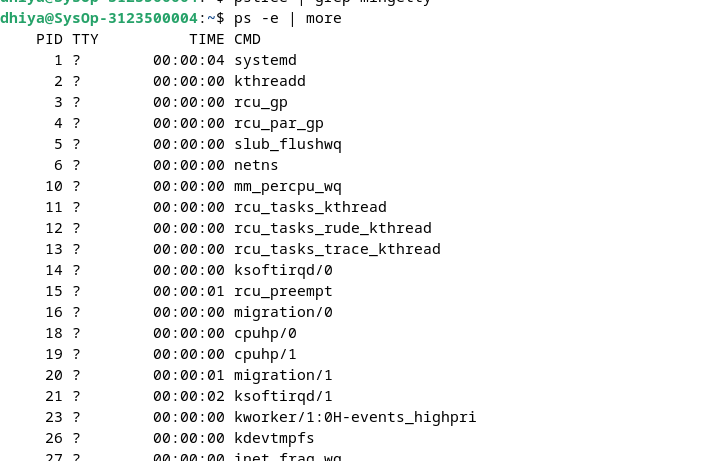 dhiya@SysOp-3123500004:~$ pstree | grep mingetty
dhiya@SysOp-3123500004:~$ ps -e | more
    PID TTY          TIME CMD
      1 ?        00:00:04 systemd
      2 ?        00:00:00 kthreadd
      3 ?        00:00:00 rcu_gp
      4 ?        00:00:00 rcu_par_gp
      5 ?        00:00:00 slub_flushwq
      6 ?        00:00:00 netns
     10 ?        00:00:00 mm_percpu_wq
     11 ?        00:00:00 rcu_tasks_kthread
     12 ?        00:00:00 rcu_tasks_rude_kthread
     13 ?        00:00:00 rcu_tasks_trace_kthread
     14 ?        00:00:00 ksoftirqd/0
     15 ?        00:00:01 rcu_preempt
     16 ?        00:00:00 migration/0
     18 ?        00:00:00 cpuhp/0
     19 ?        00:00:00 cpuhp/1
     20 ?        00:00:01 migration/1
     21 ?        00:00:02 ksoftirqd/1
     23 ?        00:00:00 kworker/1:0H-events_highpri
     26 ?        00:00:00 kdevtmpfs
     27 ?        00:00:00 inet_frag_wq